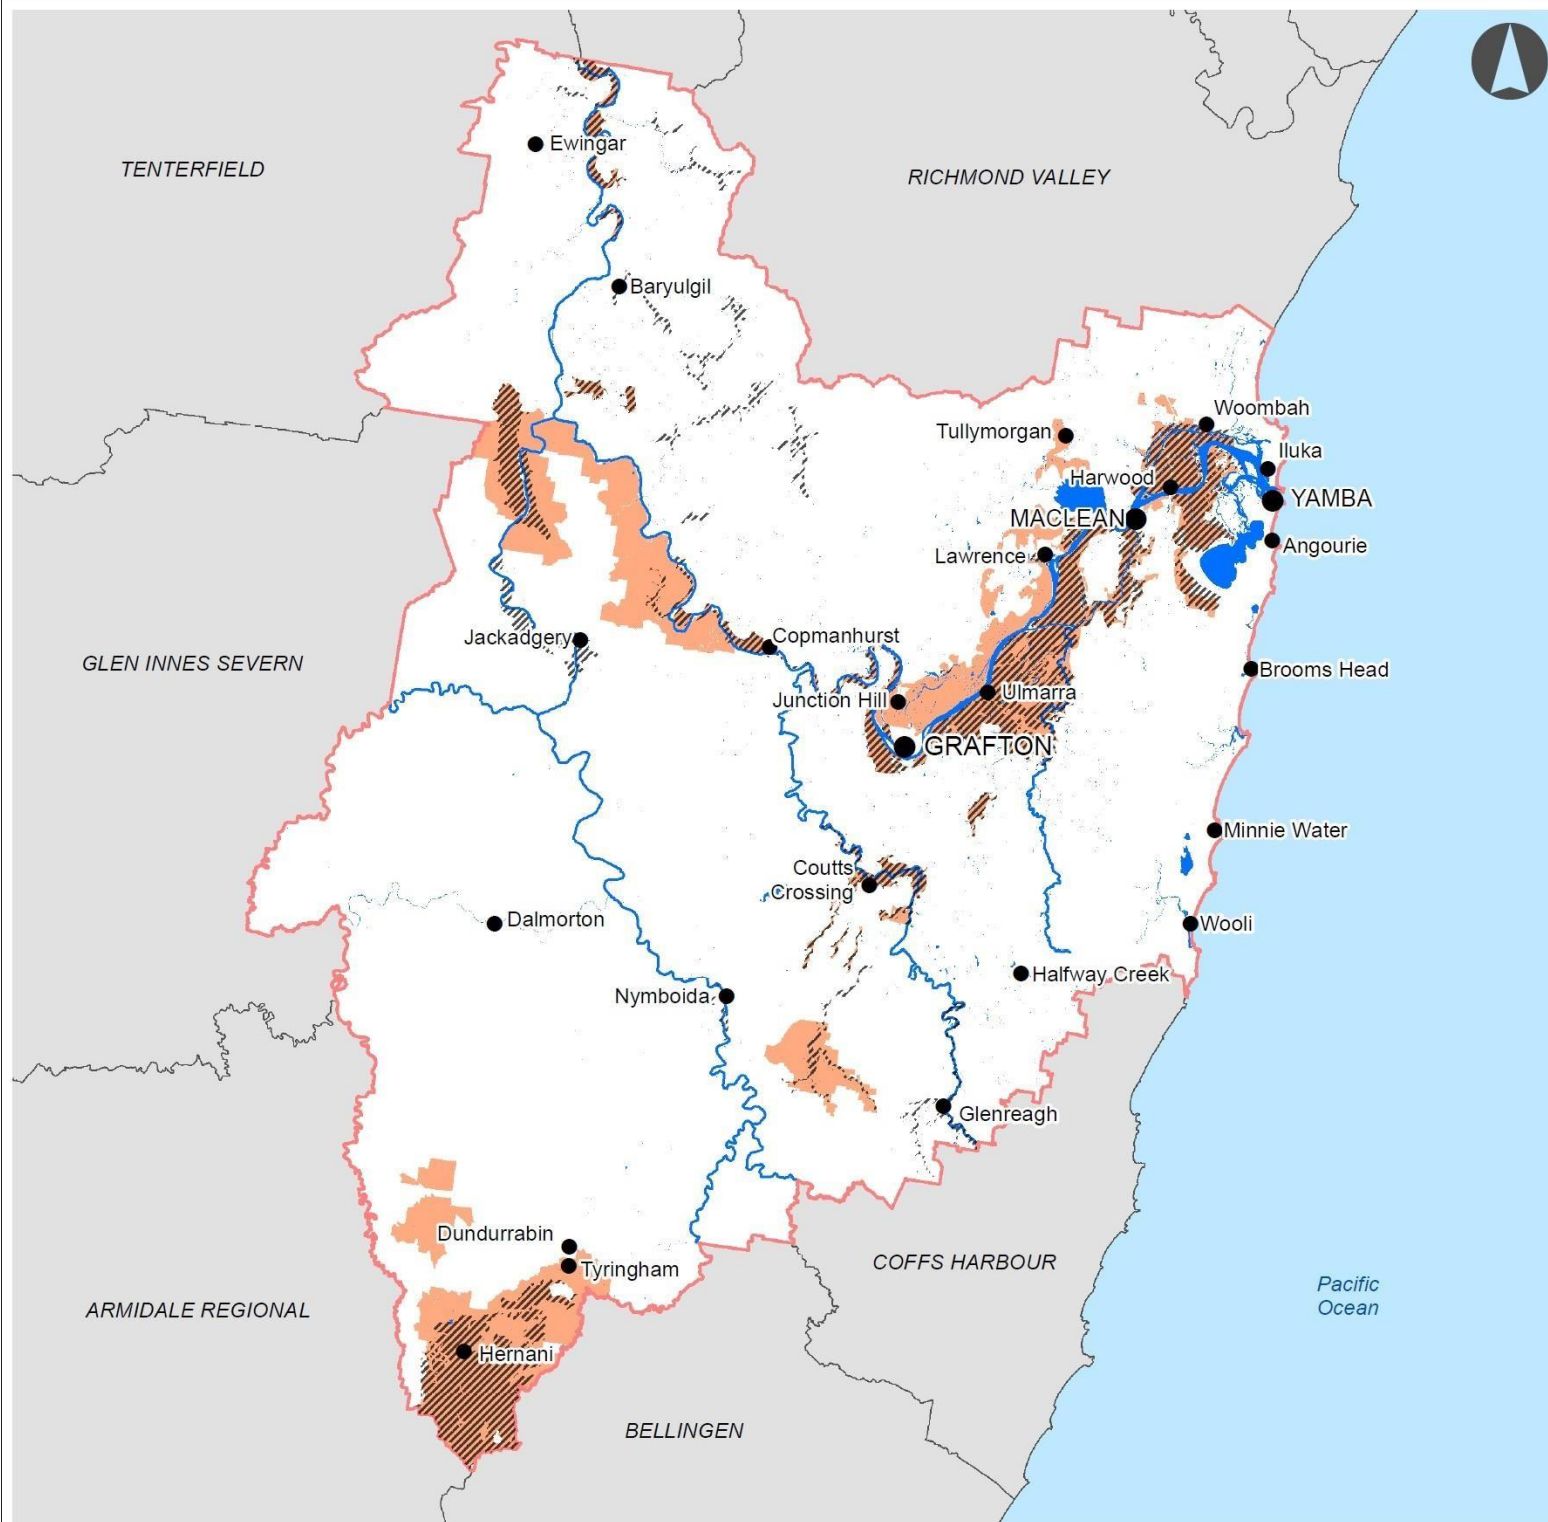 Ewingar
TENTERFIELD
RICHMOND VALLEY
Baryulgil
Woombah
Tullymorgan
Iluka
Harwood
YAMBA
MACLEAN
Angourie
Lawrence
Jackadgery
Copmanhurst
GLEN INNES SEVERN
Brooms Head
Junction Hill
Ulmarra
GRAFTON
Minnie Water
Coutts
Crossing
Dalmorton
Wooli
Halfway Creek
Nymboida
Glenreagh
Dundurrabin
COFFS HARBOUR
Tyringham
Pacific
Ocean
ARMIDALE REGIONAL
Hernani
BELLINGEN